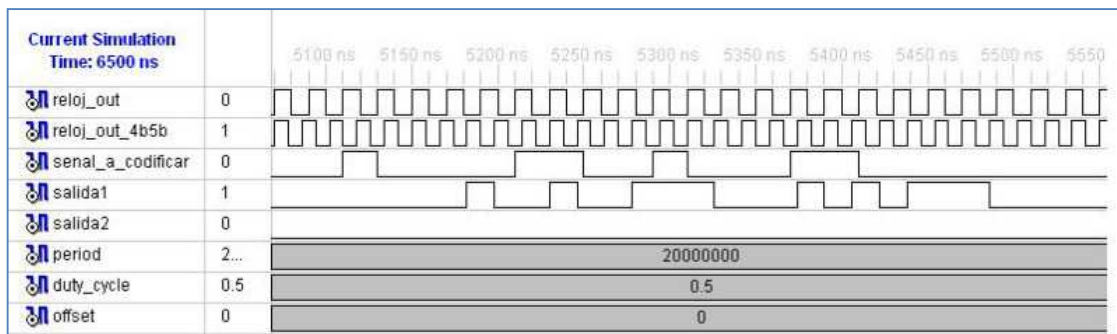 Current Simulation
Time: 6500 ns
5100 ns 5150 ns 5200 ns 5250 ns 5300 ns 5350 ns 5400 ns 5450 ns 5500 ns 5550
reloj_out 0
reloj_out_4b5b 1
senal_a_codificar 0
salida1 1
salida2 0
period 2... 20000000
duty_cycle 0.5 0.5
offset 0 0